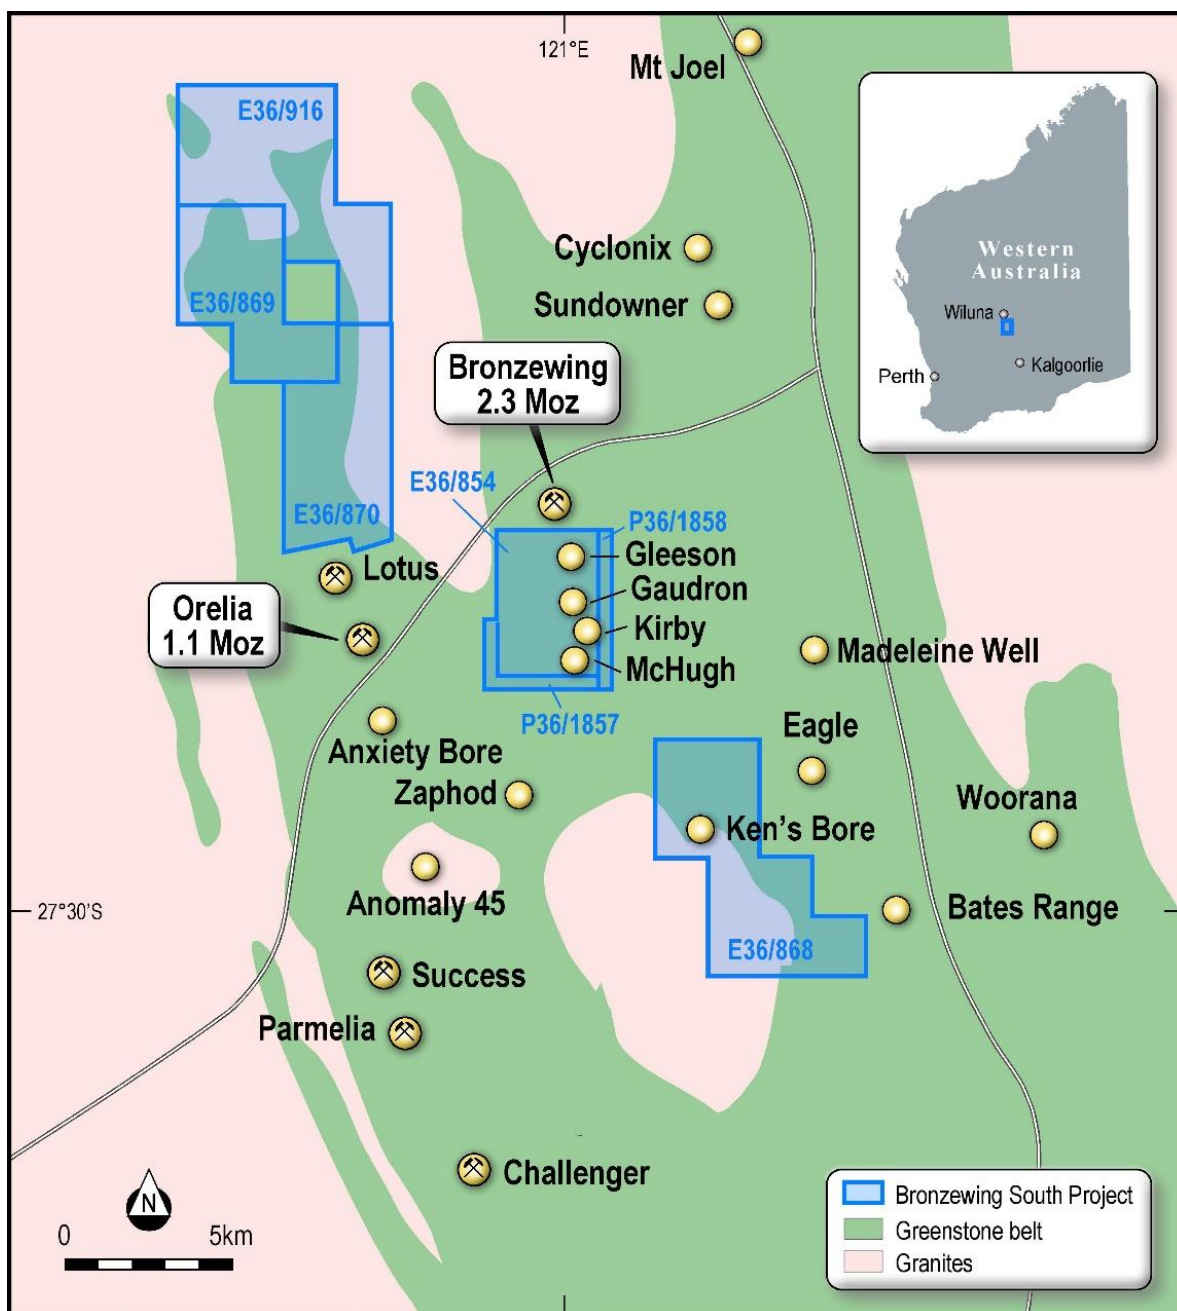 121°E
Mt Joel
E36/916
Western
Australia
Wiluna
Kalgoorlie
Perth
Cyclonix
Sundowner
E36/869
Bronzewing
2.3 Moz
E36/854
E36/870
P36/1858
Gleeson
Lotus
Gaudron
Orelia
1.1 Moz
Kirby
Madeleine Well
McHugh
P36/1857
Eagle
Anxiety Bore
Zaphod
Woorana
Ken's Bore
Anomaly 45
27°30'S
Bates Range
E36/868
Success
Parmelia
Challenger
N
0 5km
Bronzewing South Project
Greenstone belt
Granites